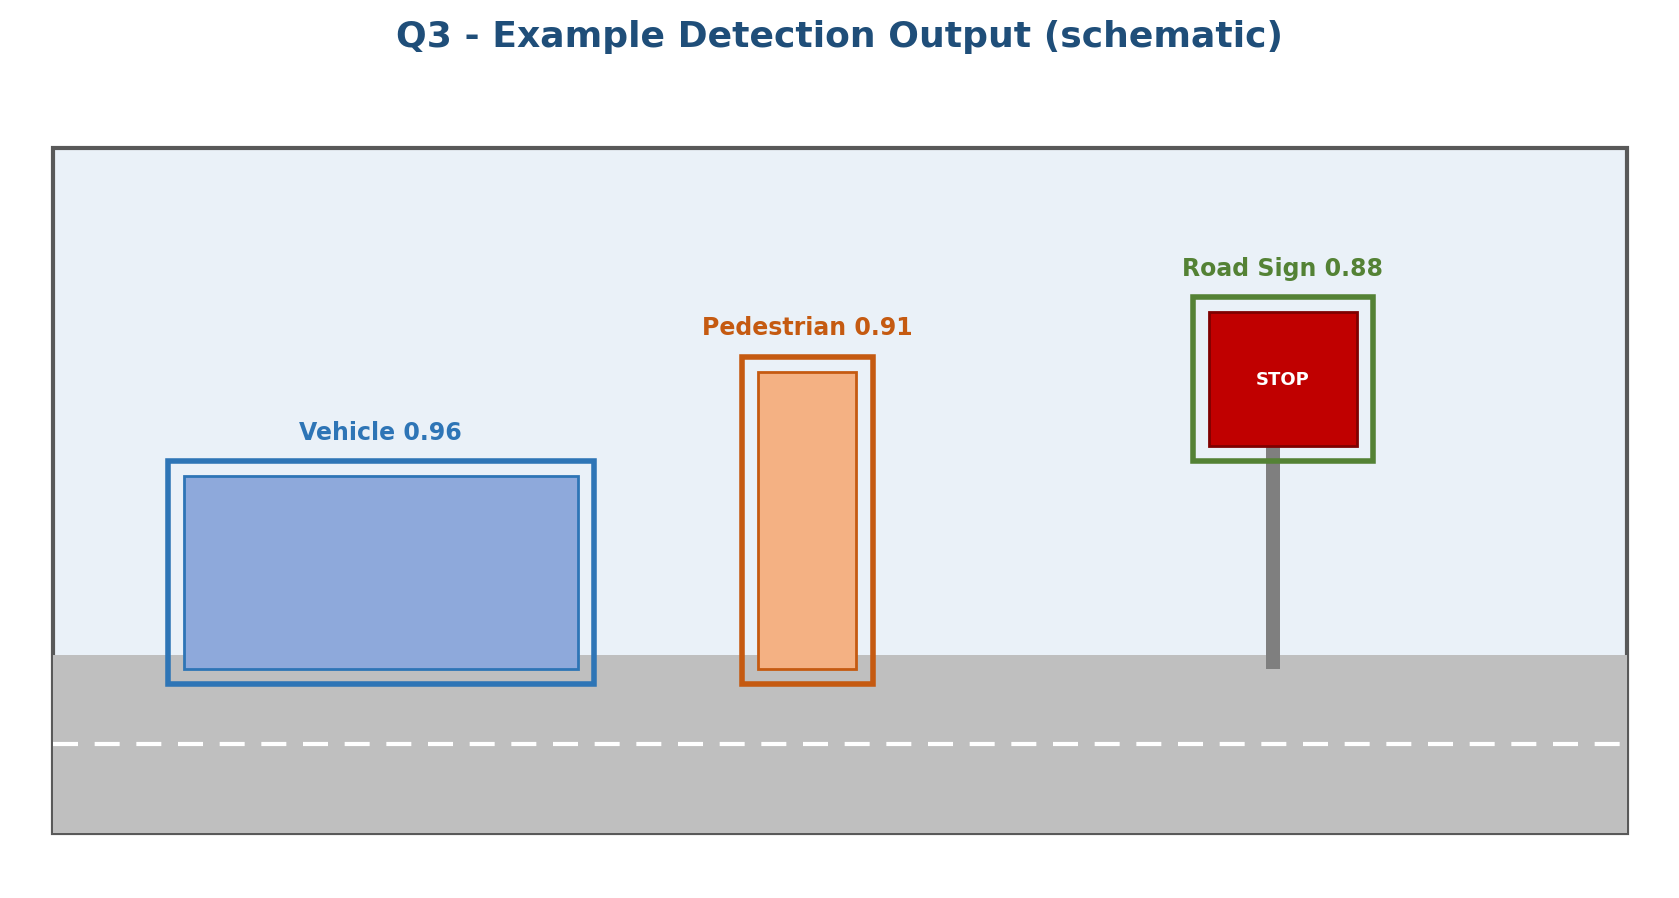 Q3 - Example Detection Output (schematic)
Road Sign 0.88
Pedestrian 0.91
STOP
Vehicle 0.96